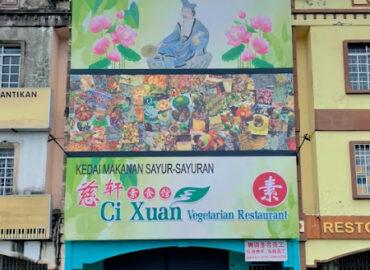 ANTIKAN
KEDAI MAKANAN SAYUR-SAYURAN
慈轩素食馆
Ci Xuan Vegetarian Restaurant
素
RESTO